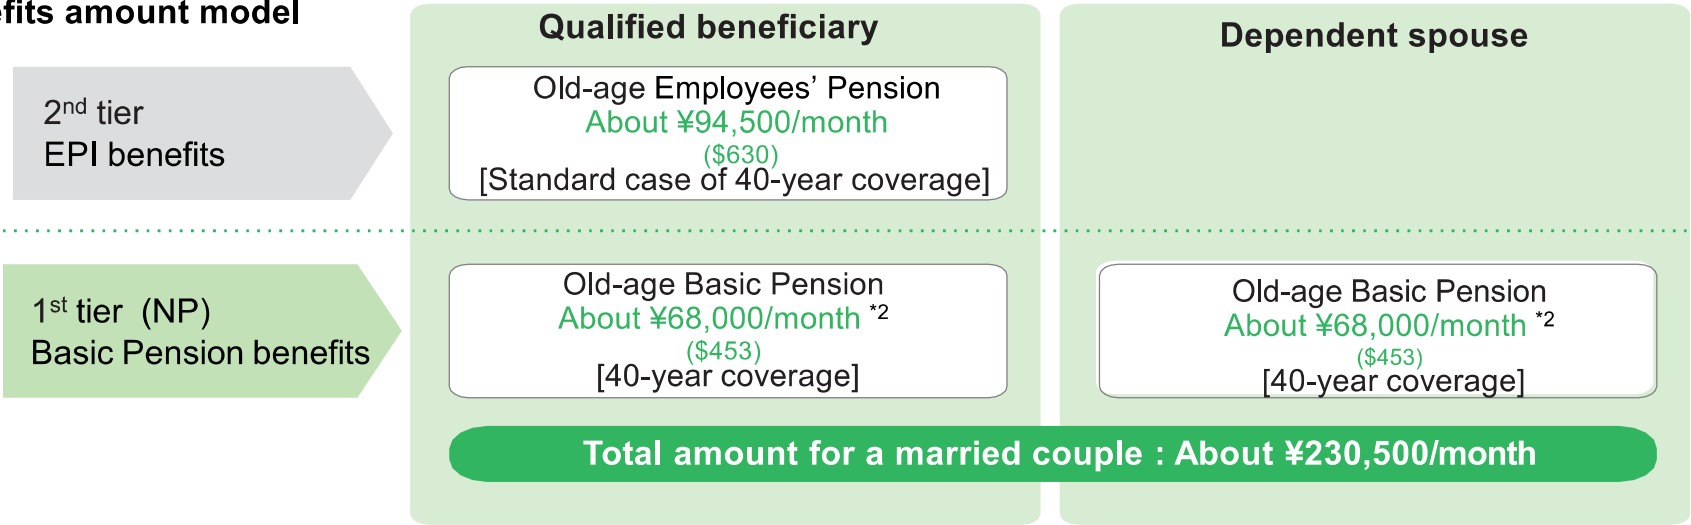 efits amount model
Qualified beneficiary
Dependent spouse
2nd tier
EPI benefits
Old-age Employees’ Pension
About ¥94,500/month
($630)
[Standard case of 40-year coverage]
1st tier (NP)
Basic Pension benefits
Old-age Basic Pension
About ¥68,000/month *2
($453)
[40-year coverage]
Old-age Basic Pension
About ¥68,000/month *2
($453)
[40-year coverage]
Total amount for a married couple : About ¥230,500/month